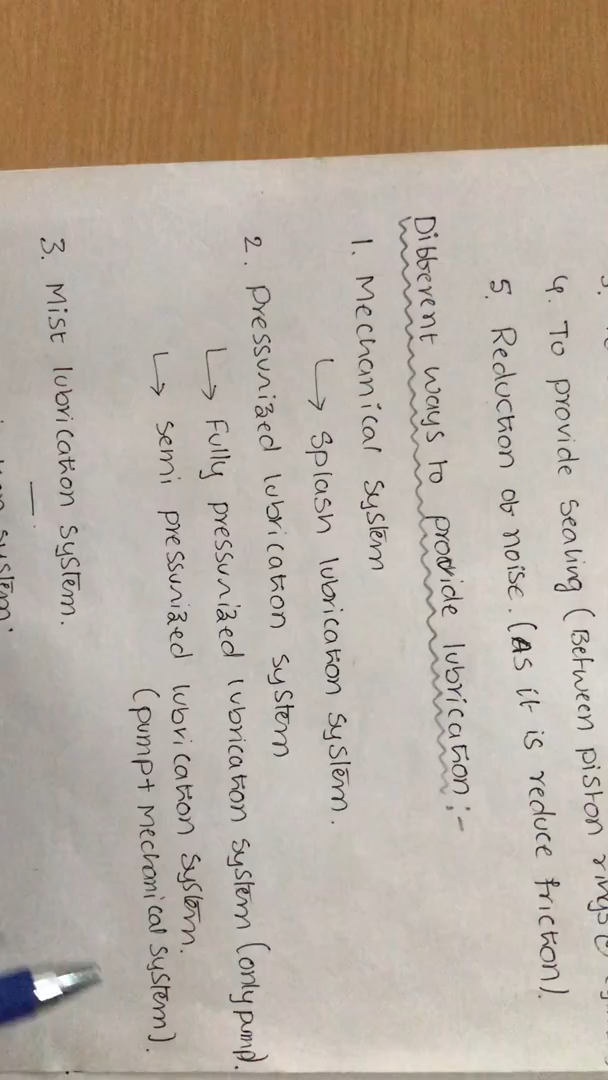 4. To provide sealing (Between piston rings
5. Reduction of noise. (As it is reduce friction).
Different ways to provide lubrication :-
1. Mechanical system
↳ Splash lubrication system.
2. Pressurized lubrication system
↳ Fully pressurized lubrication system (only pump).
↳ Semi pressurized lubrication system.
(pump + Mechanical system).
3. Mist lubrication system.
system.